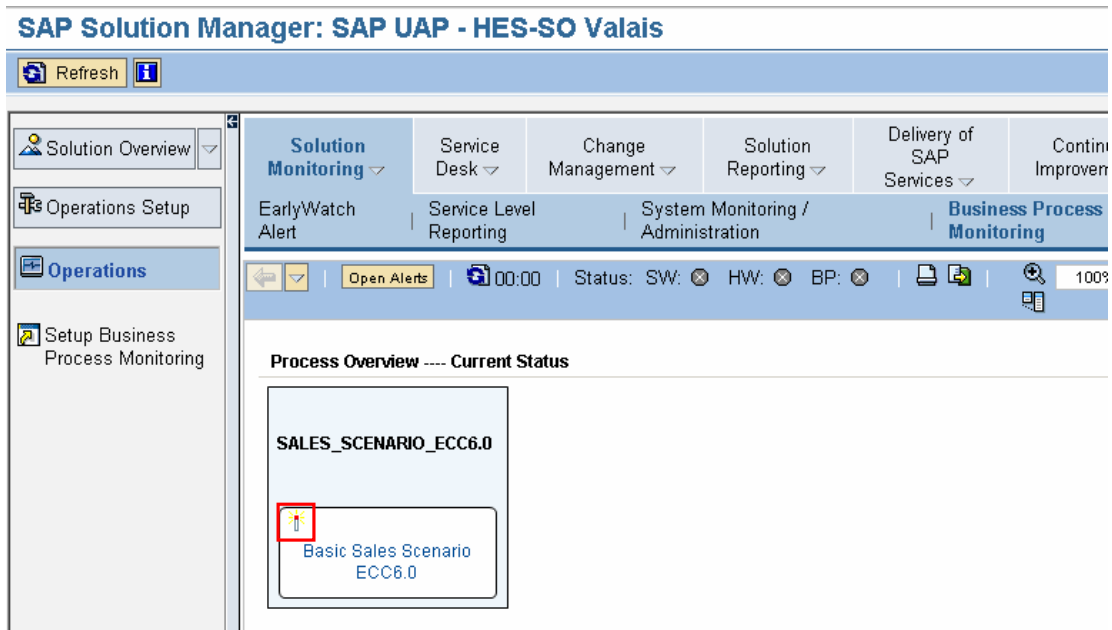 SAP Solution Manager: SAP UAP - HES-SO Valais
Refresh
Solution Overview
Operations Setup
Operations
Setup Business
Process Monitoring
Solution
Monitoring
Service
Desk
Change
Management
Solution
Reporting
Delivery of
SAP
Services
Continu
Improvem
EarlyWatch
Alert
Service Level
Reporting
System Monitoring /
Administration
Business Process
Monitoring
Open Alerts
00:00
Status: SW: HW: BP:
100%
Process Overview ---- Current Status
SALES_SCENARIO_ECC6.0
Basic Sales Scenario
ECC6.0